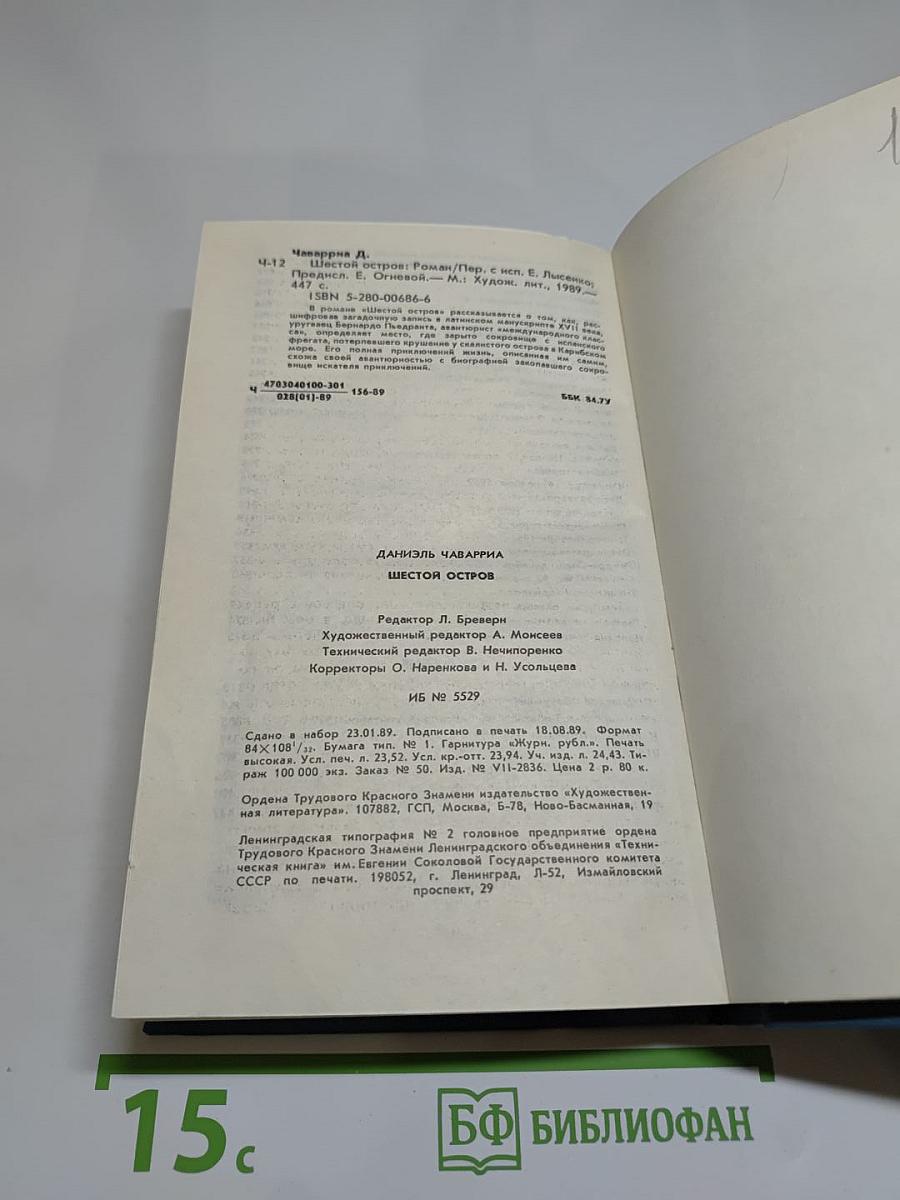 Чаварриа Д.
Ч-12 Шестой остров: Роман/Пер. с исп. Е. Лысенко;
Предисл. Е. Огневой.— М.: Худож. лит., 1989.—
447 с.
ISBN 5-280-00686-6
В романе «Шестой остров» рассказывается о том, как, рас-
шифровав загадочную запись в латинском манускрипте XVII века,
уругваец Бернардо Пьедраита, авантюрист «международного клас-
са», определяет место, где зарыто сокровище с испанского
фрегата, потерпевшего крушение у скалистого острова в Карибском
море. Его полная приключений жизнь, описанная им самим,
схожа своей авантюрностью с биографией закопавшего сокро-
вище искателя приключений.
Ч 4703040100-301
028(01)-89
156-89
ББК 84.7У
ДАНИЭЛЬ ЧАВАРРИА
ШЕСТОЙ ОСТРОВ
Редактор Л. Бреверн
Художественный редактор А. Моисеев
Технический редактор В. Нечипоренко
Корректоры О. Наренкова и Н. Усольцева
ИБ № 5529
Сдано в набор 23.01.89. Подписано в печать 18.08.89. Формат
84×108¹/₃₂. Бумага тип. № 1. Гарнитура «Журн. рубл.». Печать
высокая. Усл. печ. л. 23,52. Усл. кр.-отт. 23,94. Уч. изд. л. 24,43. Ти-
раж 100 000 экз. Заказ № 50. Изд. № VII-2836. Цена 2 р. 80 к.
Ордена Трудового Красного Знамени издательство «Художествен-
ная литература». 107882, ГСП, Москва, Б-78, Ново-Басманная, 19
Ленинградская типография № 2 головное предприятие ордена
Трудового Красного Знамени Ленинградского объединения «Техни-
ческая книга» им. Евгении Соколовой Государственного комитета
СССР по печати. 198052, г. Ленинград, Л-52, Измайловский
проспект, 29
15 с
БФ БИБЛИОФАН